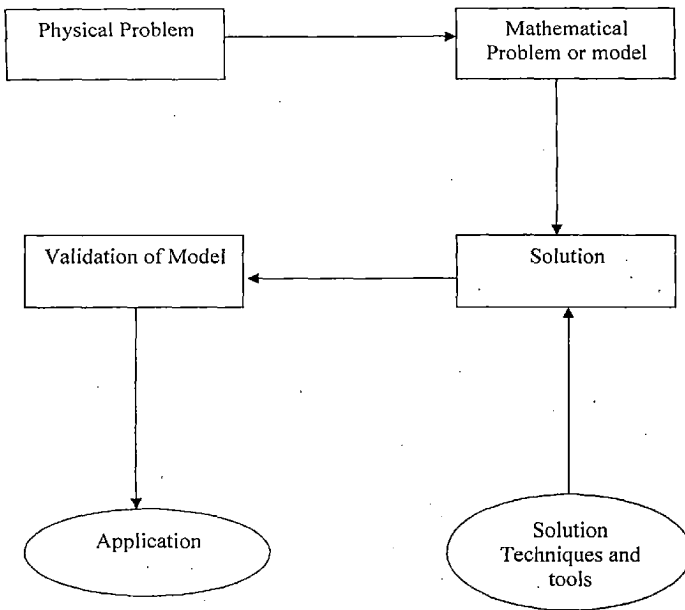 Physical Problem
Mathematical
Problem or model
Validation of Model
Solution
Application
Solution
Techniques and
tools